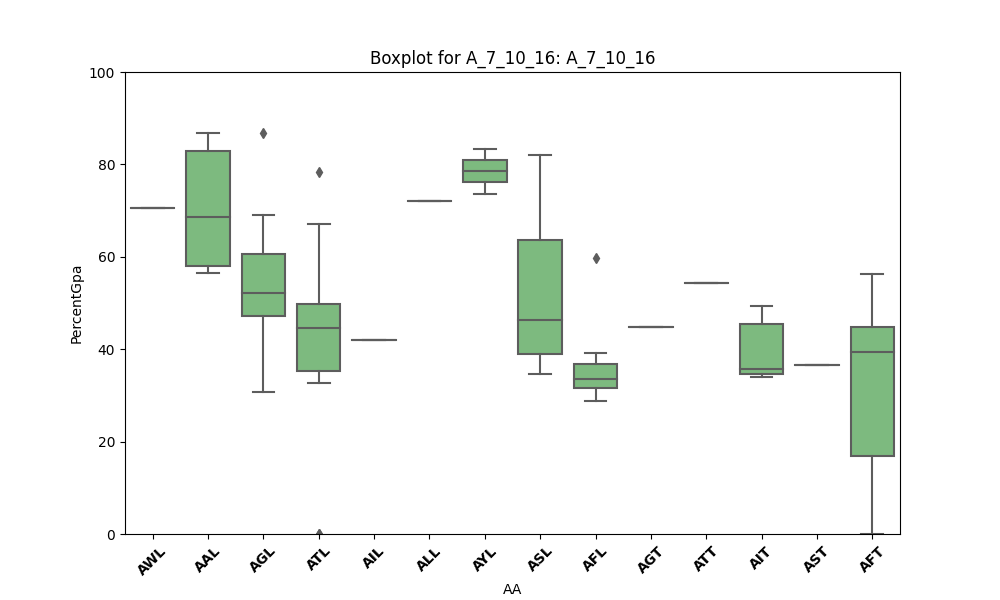 Boxplot for A_7_10_16: A_7_10_16
100
80
60
40
20
0
PercentGpa
AWL
AAL
AGL
ATL
AIL
ALL
AYL
ASL
AFL
AGT
ATT
AIT
AST
AFT
AA